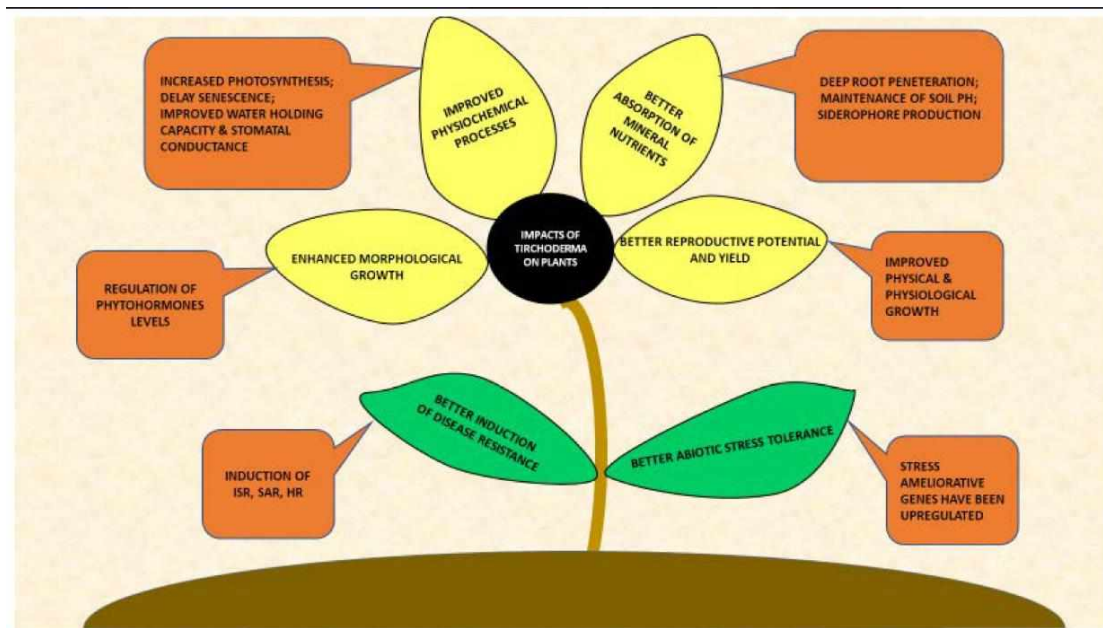 INCREASED PHOTOSYNTHESIS;
DELAY SENESCENCE;
IMPROVED WATER HOLDING
CAPACITY & STOMATAL
CONDUCTANCE
IMPROVED
PHYSIOCHEMICAL
PROCESSES
BETTER
ABSORPTION OF
MINERAL
NUTRIENTS
DEEP ROOT PENETERATION;
MAINTENANCE OF SOIL PH;
SIDEROPHORE PRODUCTION
REGULATION OF
PHYTOHORMONES
LEVELS
ENHANCED MORPHOLOGICAL
GROWTH
IMPACTS OF
TIRCHODERMA
ON PLANTS
BETTER REPRODUCTIVE POTENTIAL
AND YIELD
IMPROVED
PHYSICAL &
PHYSIOLOGICAL
GROWTH
INDUCTION OF
ISR, SAR, HR
BETTER INDUCTION
OF DISEASE RESISTANCE
BETTER ABIOTIC STRESS TOLERANCE
STRESS
AMELIORATIVE
GENES HAVE BEEN
UPREGULATED